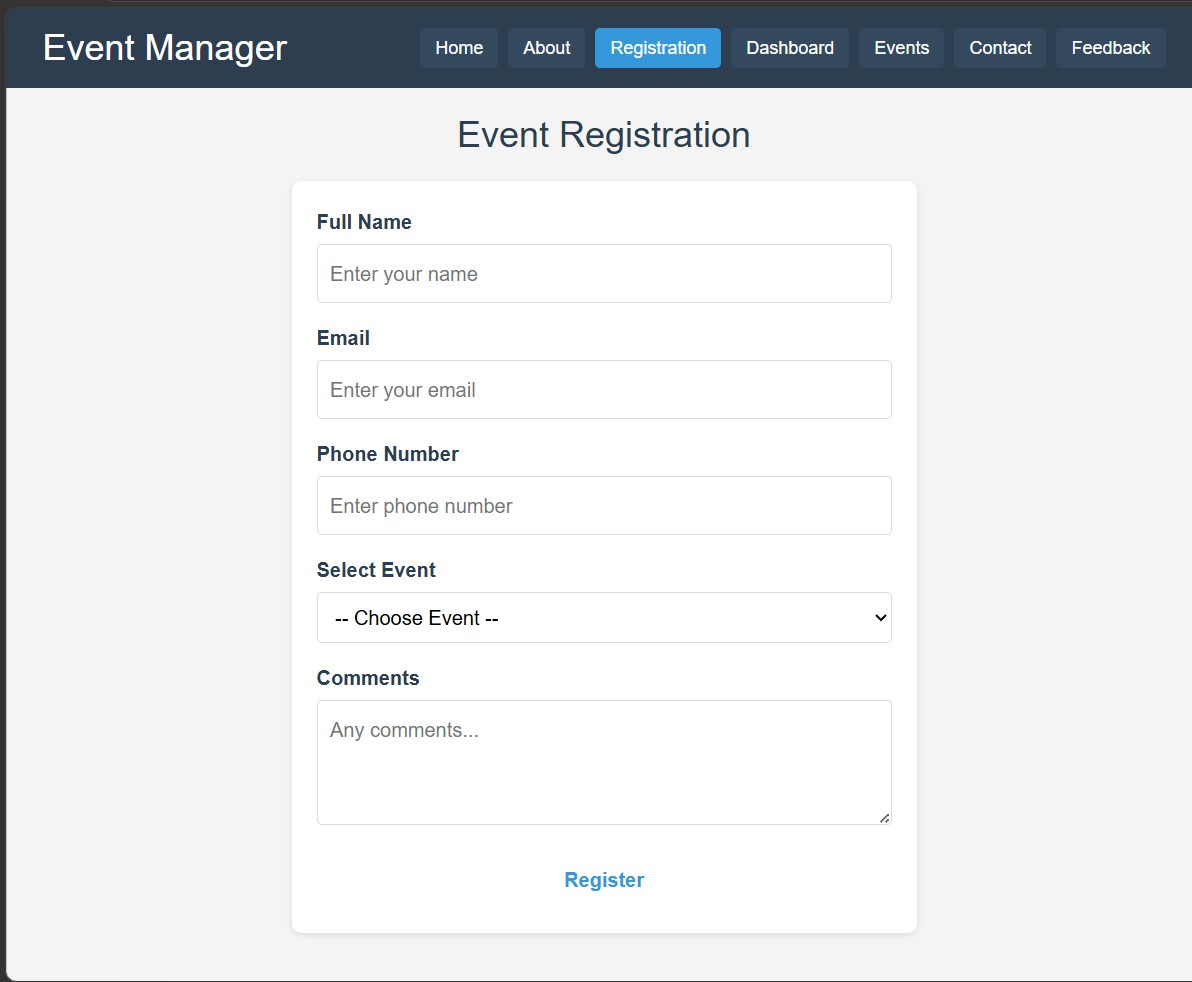 Event Manager
Home About Registration Dashboard Events Contact Feedback
Event Registration
Full Name
Enter your name
Email
Enter your email
Phone Number
Enter phone number
Select Event
-- Choose Event --
Comments
Any comments...
Register